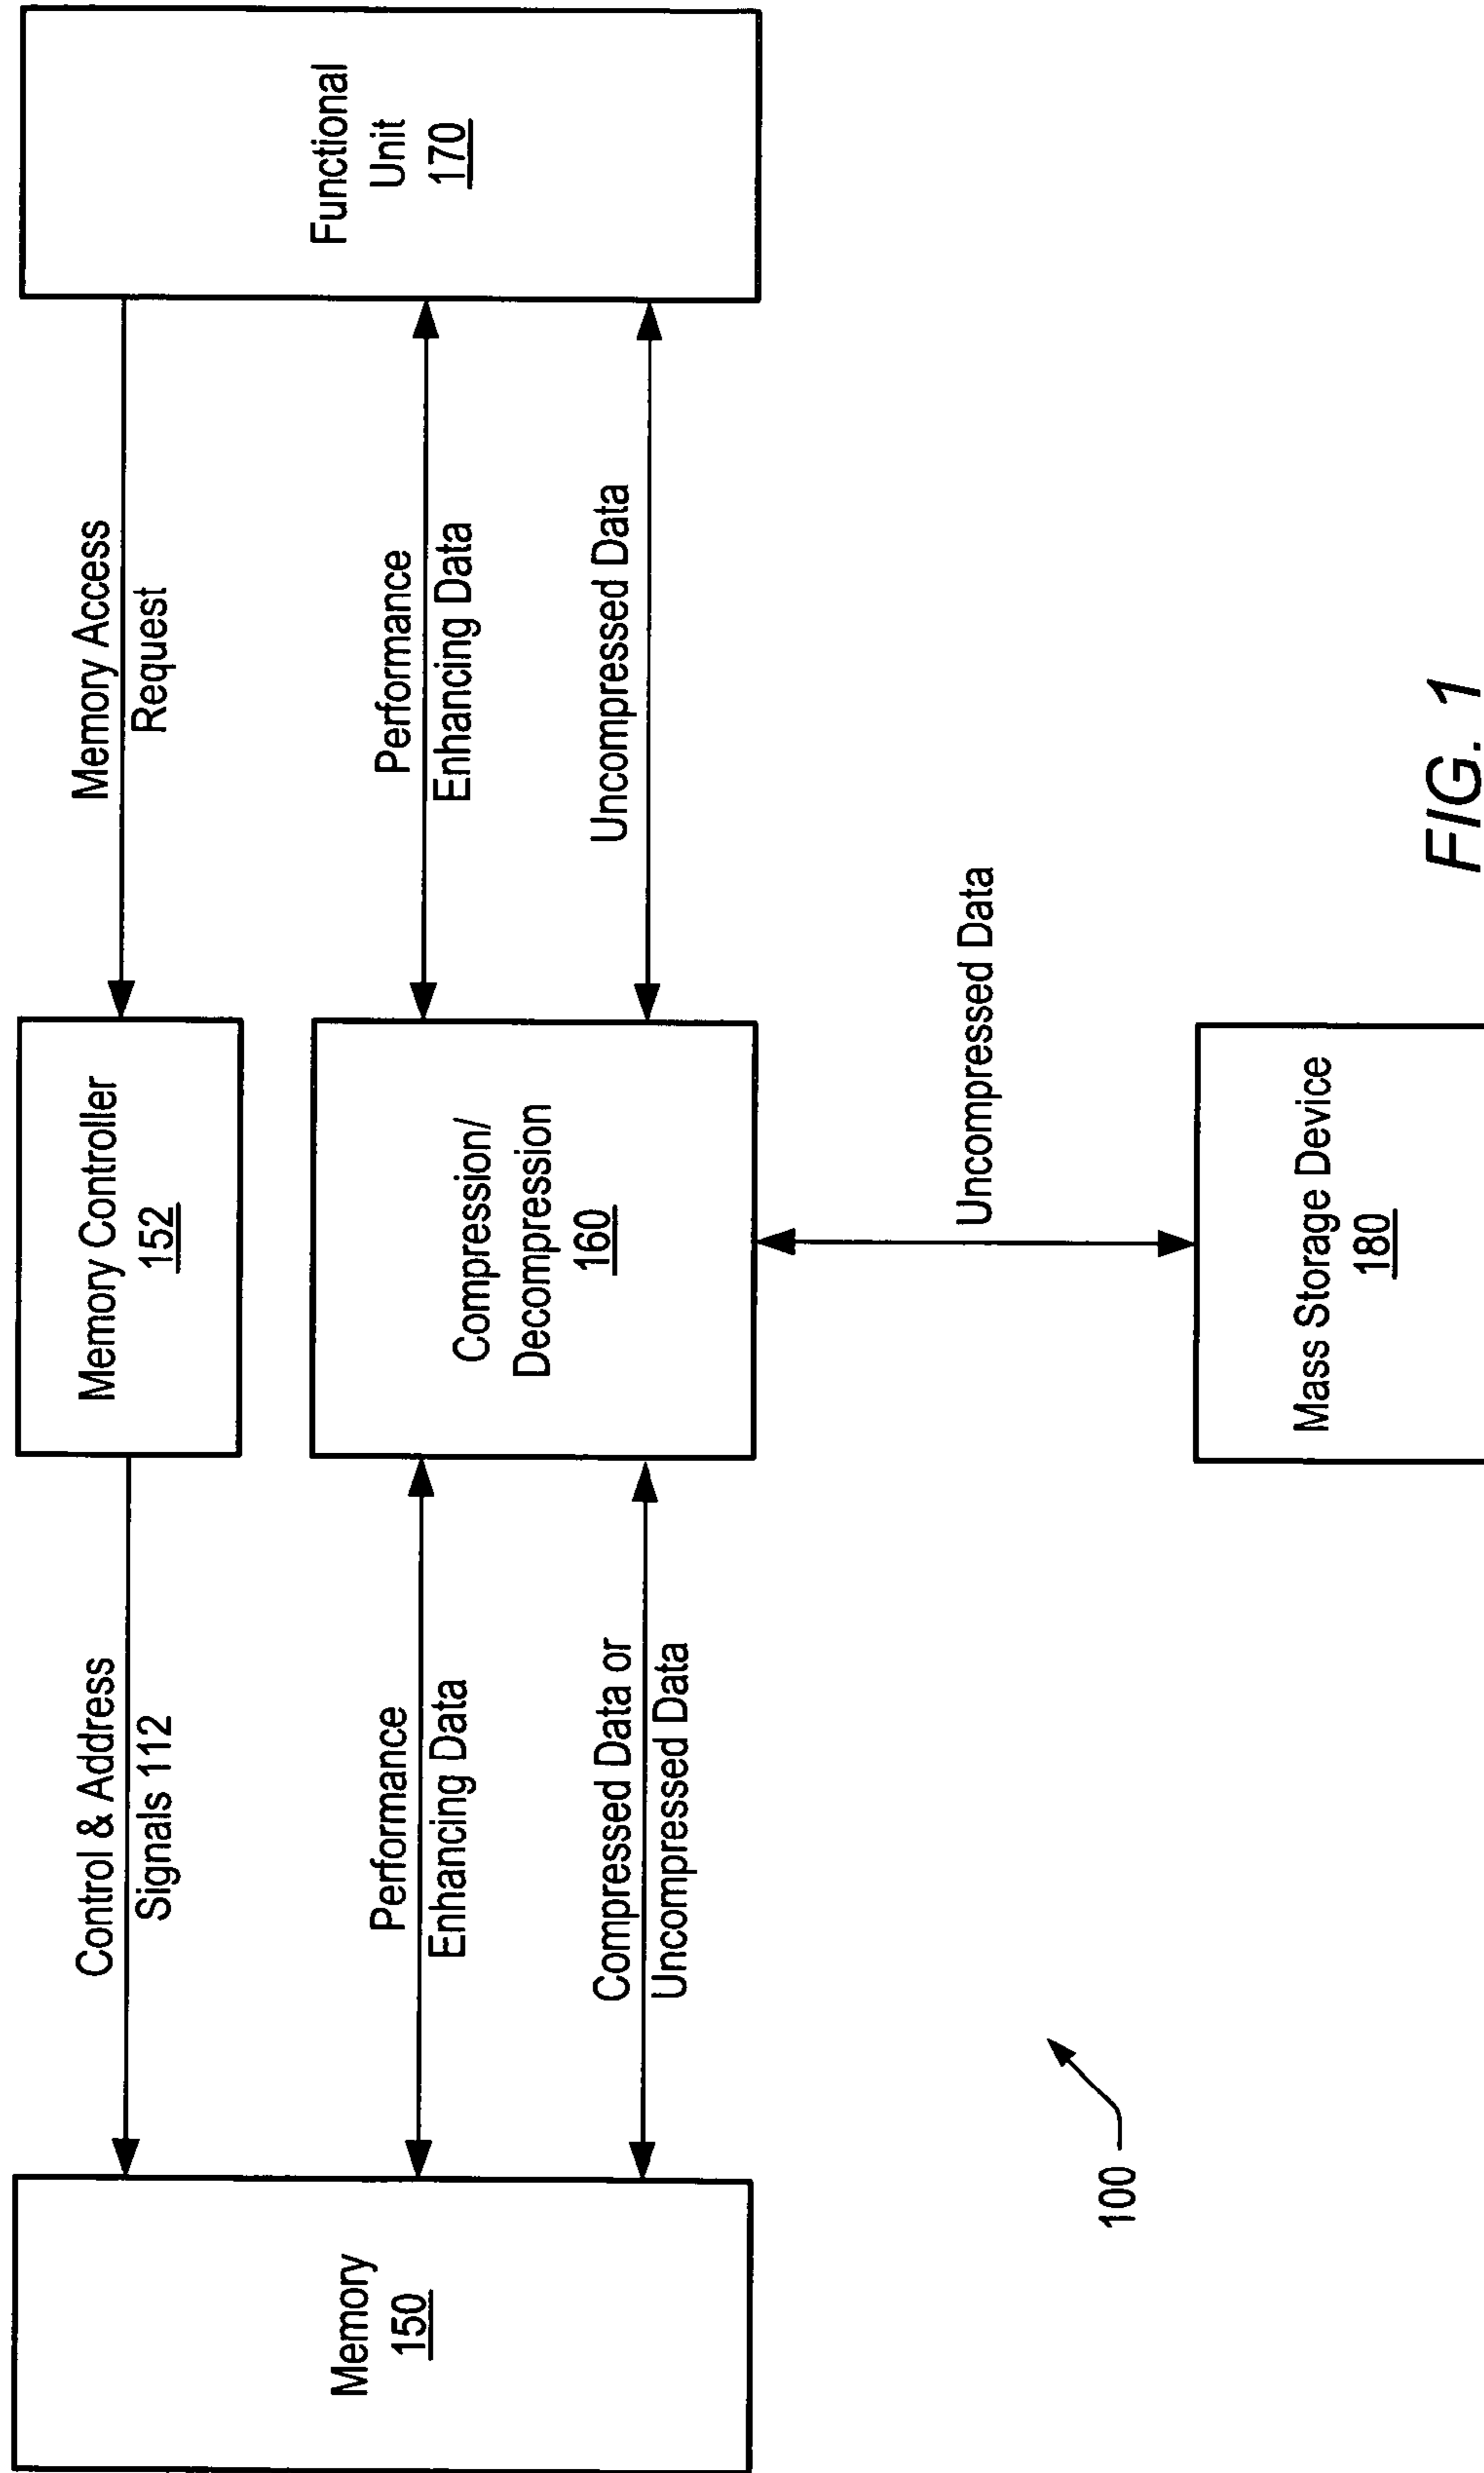 Memory
150
Control & Address
Signals 112
Performance
Enhancing Data
Compressed Data or
Uncompressed Data
Memory Controller
152
Compression/
Decompression
160
Memory Access
Request
Performance
Enhancing Data
Uncompressed Data
Functional
Unit
170
Uncompressed Data
Mass Storage Device
180
100
FIG. 1